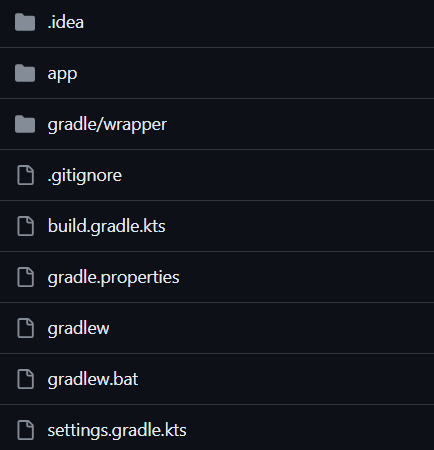 .idea
app
gradle/wrapper
.gitignore
build.gradle.kts
gradle.properties
gradlew
gradlew.bat
settings.gradle.kts